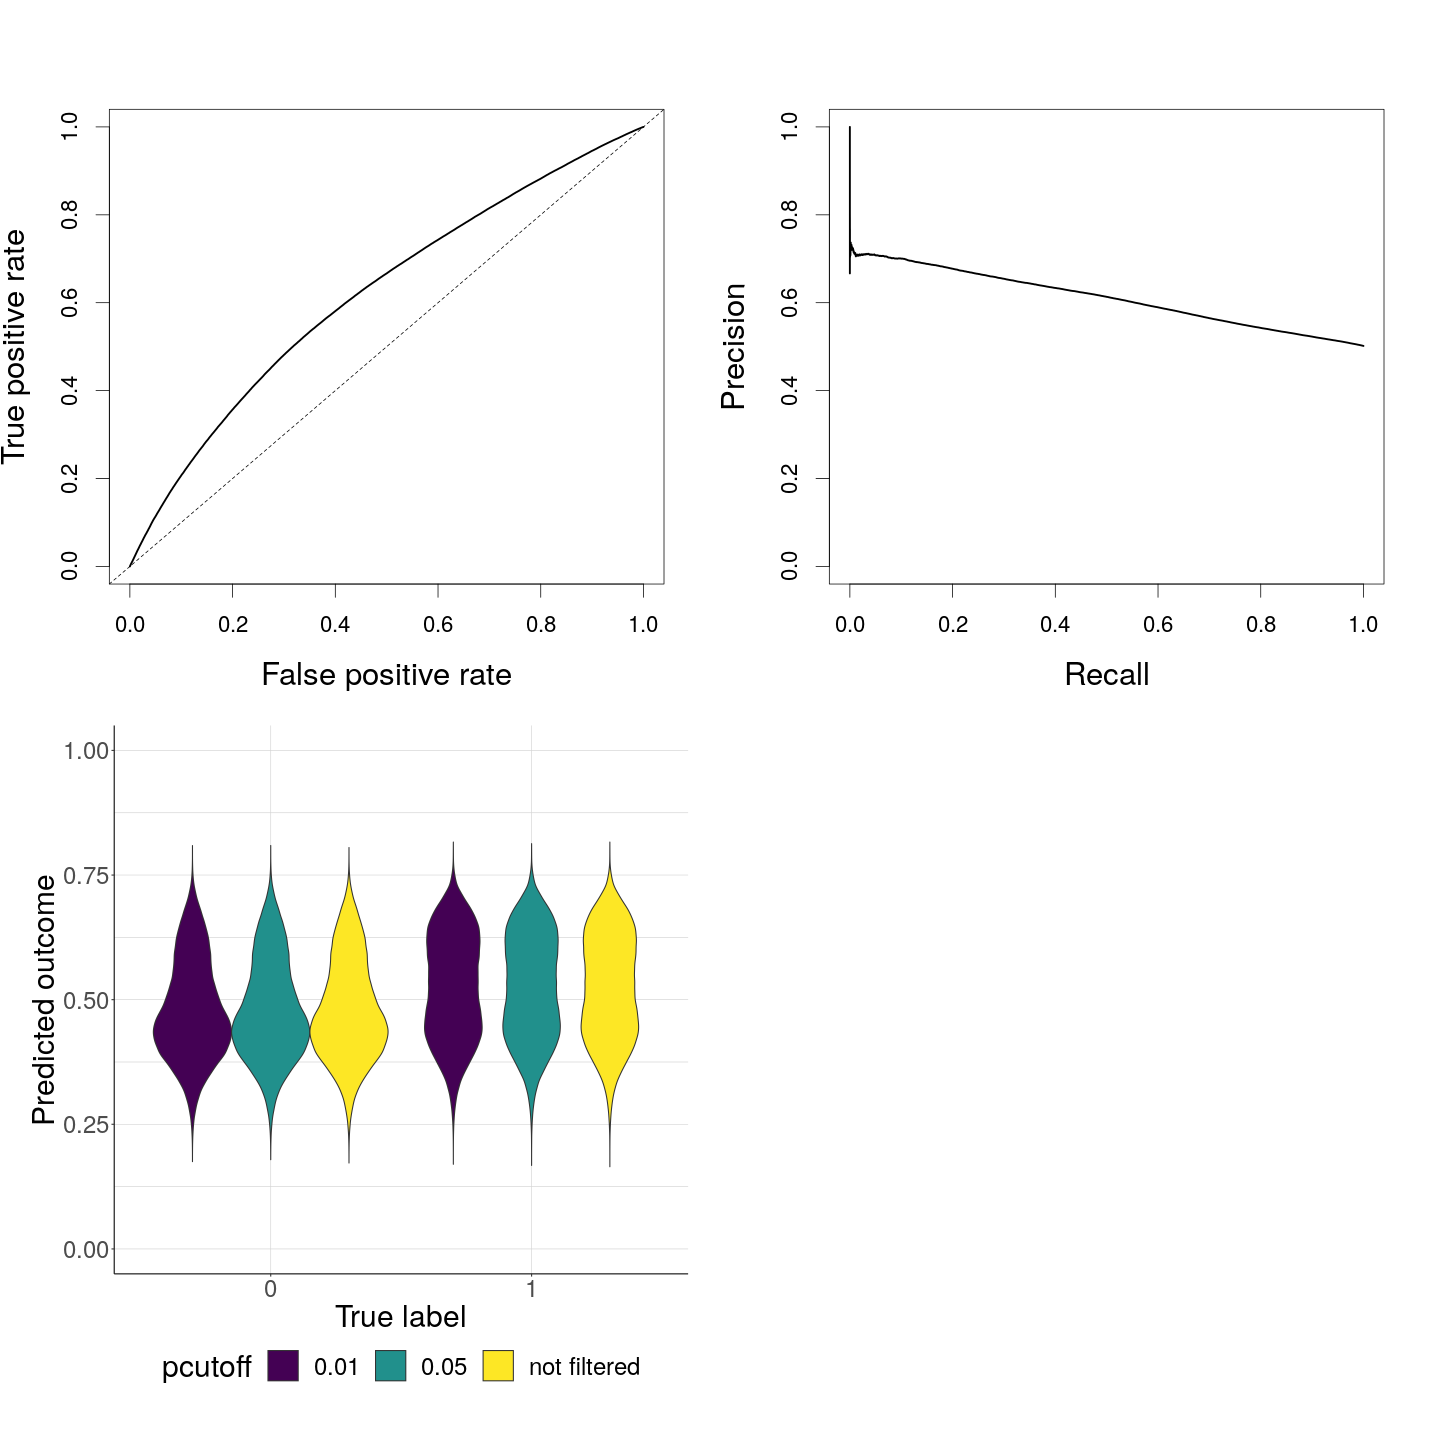 True positive rate
1.0
0.8
0.6
0.4
0.2
0.0
0.0 0.2 0.4 0.6 0.8 1.0
False positive rate
Precision
1.0
0.8
0.6
0.4
0.2
0.0
0.0 0.2 0.4 0.6 0.8 1.0
Recall
Predicted outcome
1.00
0.75
0.50
0.25
0.00
0 1
True label
pcutoff 0.01 0.05 not filtered